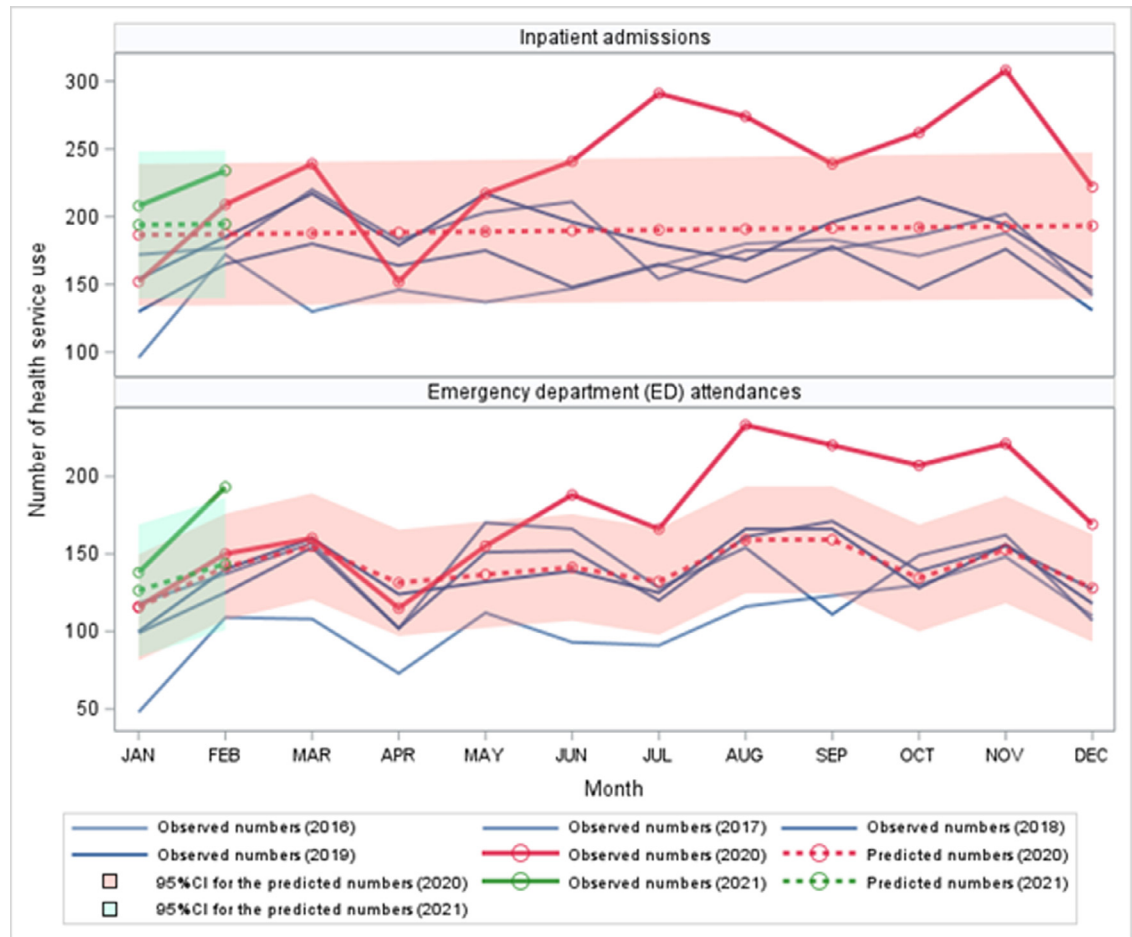 Inpatient admissions
300
250
200
150
100
Emergency department (ED) attendances
200
150
100
50
Number of health service use
JAN FEB MAR APR MAY JUN JUL AUG SEP OCT NOV DEC
Month
Observed numbers (2016) Observed numbers (2017) Observed numbers (2018)
Observed numbers (2019) Observed numbers (2020) Predicted numbers (2020)
95%CI for the predicted numbers (2020) Observed numbers (2021) Predicted numbers (2021)
95%CI for the predicted numbers (2021)